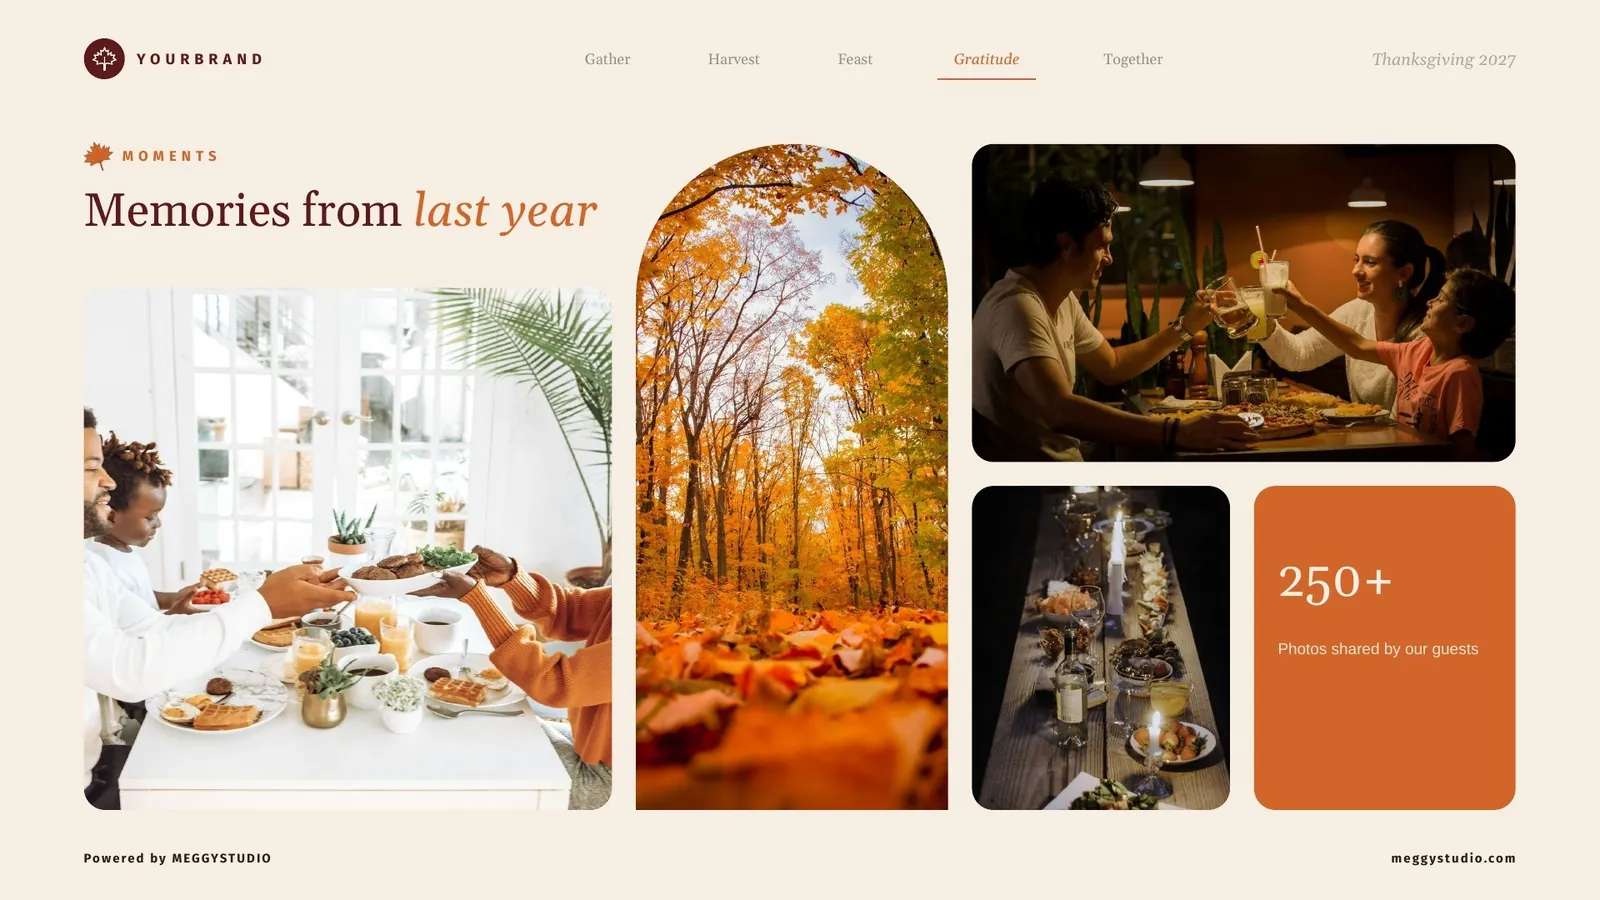 YOURBRAND
Gather
Harvest
Feast
Gratitude
Together
Thanksgiving 2027
MOMENTS
Memories from last year
250+
Photos shared by our guests
Powered by MEGGYSTUDIO
meggystudio.com